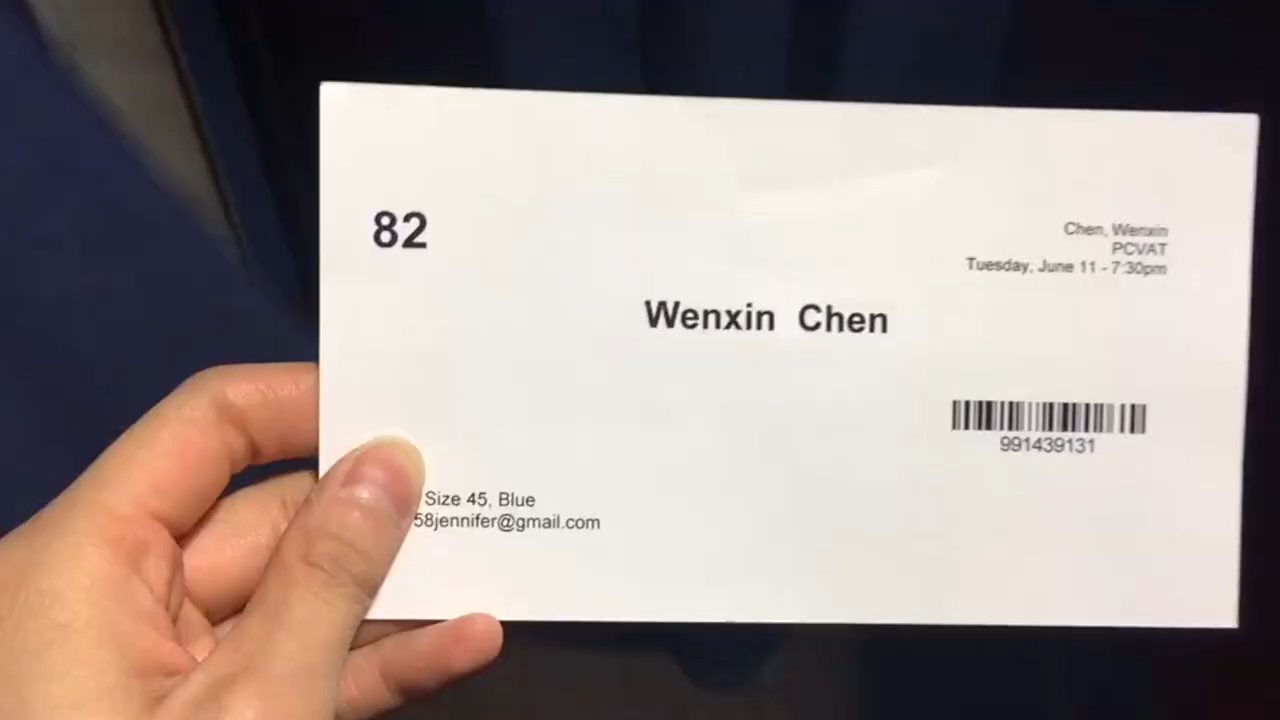 82
Chen, Wenxin
PCVAT
Tuesday, June 11 - 7:30pm
Wenxin Chen
991439131
Size 45, Blue
58jennifer@gmail.com